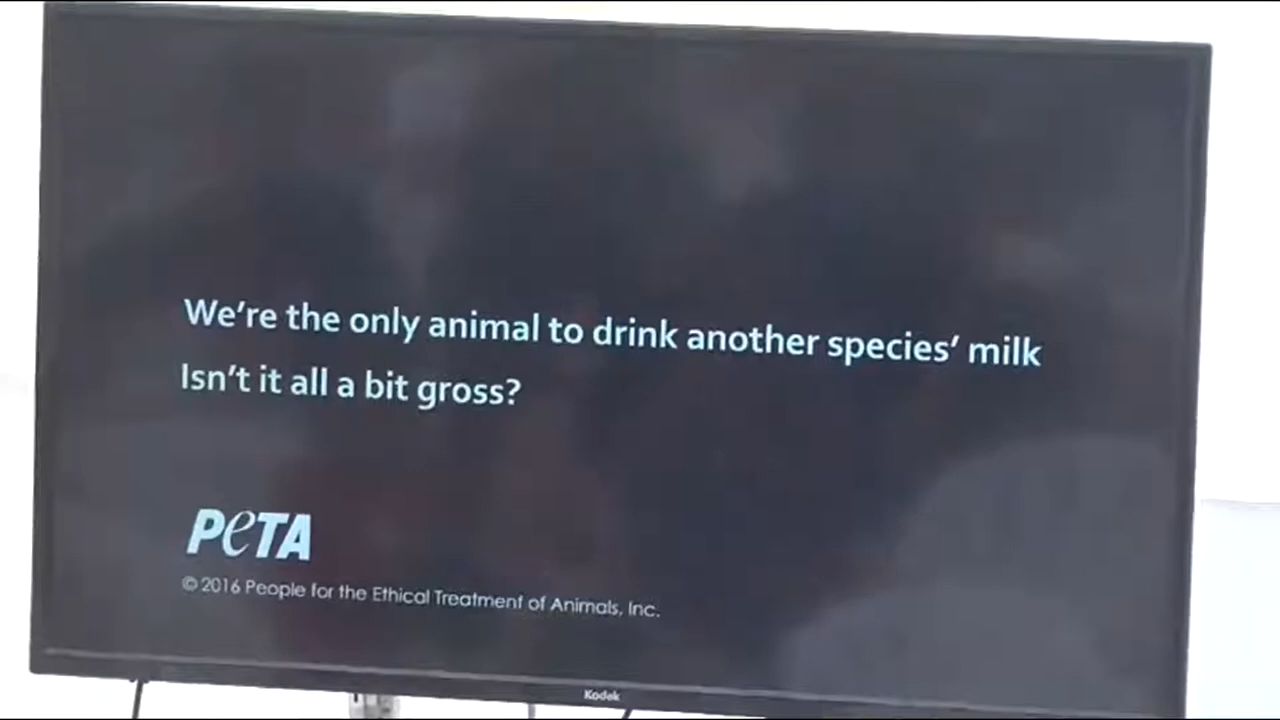 We're the only animal to drink another species' milk
Isn't it all a bit gross?
PeTA
© 2016 People for the Ethical Treatment of Animals, Inc.
Kodak